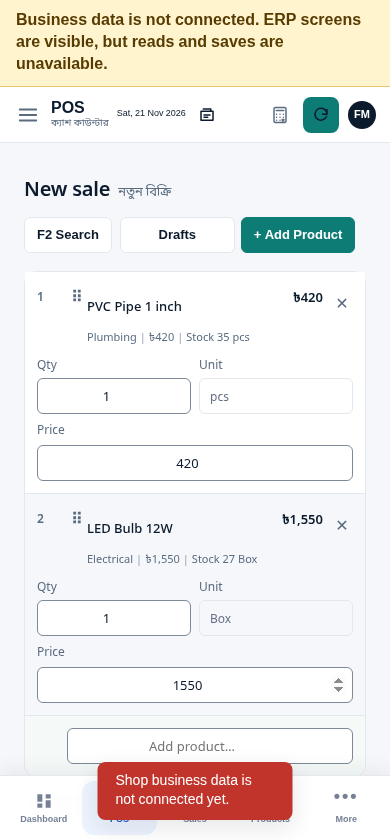 Business data is not connected. ERP screens
are visible, but reads and saves are
unavailable.
POS
ক্যাশ কাউন্টার
Sat, 21 Nov 2026
FM
New sale নতুন বিক্রি
F2 Search
Drafts
+ Add Product
1
PVC Pipe 1 inch
৳420
Plumbing | ৳420 | Stock 35 pcs
Qty
Unit
1
pcs
Price
420
2
LED Bulb 12W
৳1,550
Electrical | ৳1,550 | Stock 27 Box
Qty
Unit
1
Box
Price
1550
Add product...
Shop business data is
not connected yet.
Dashboard
POS
Sales
Products
More